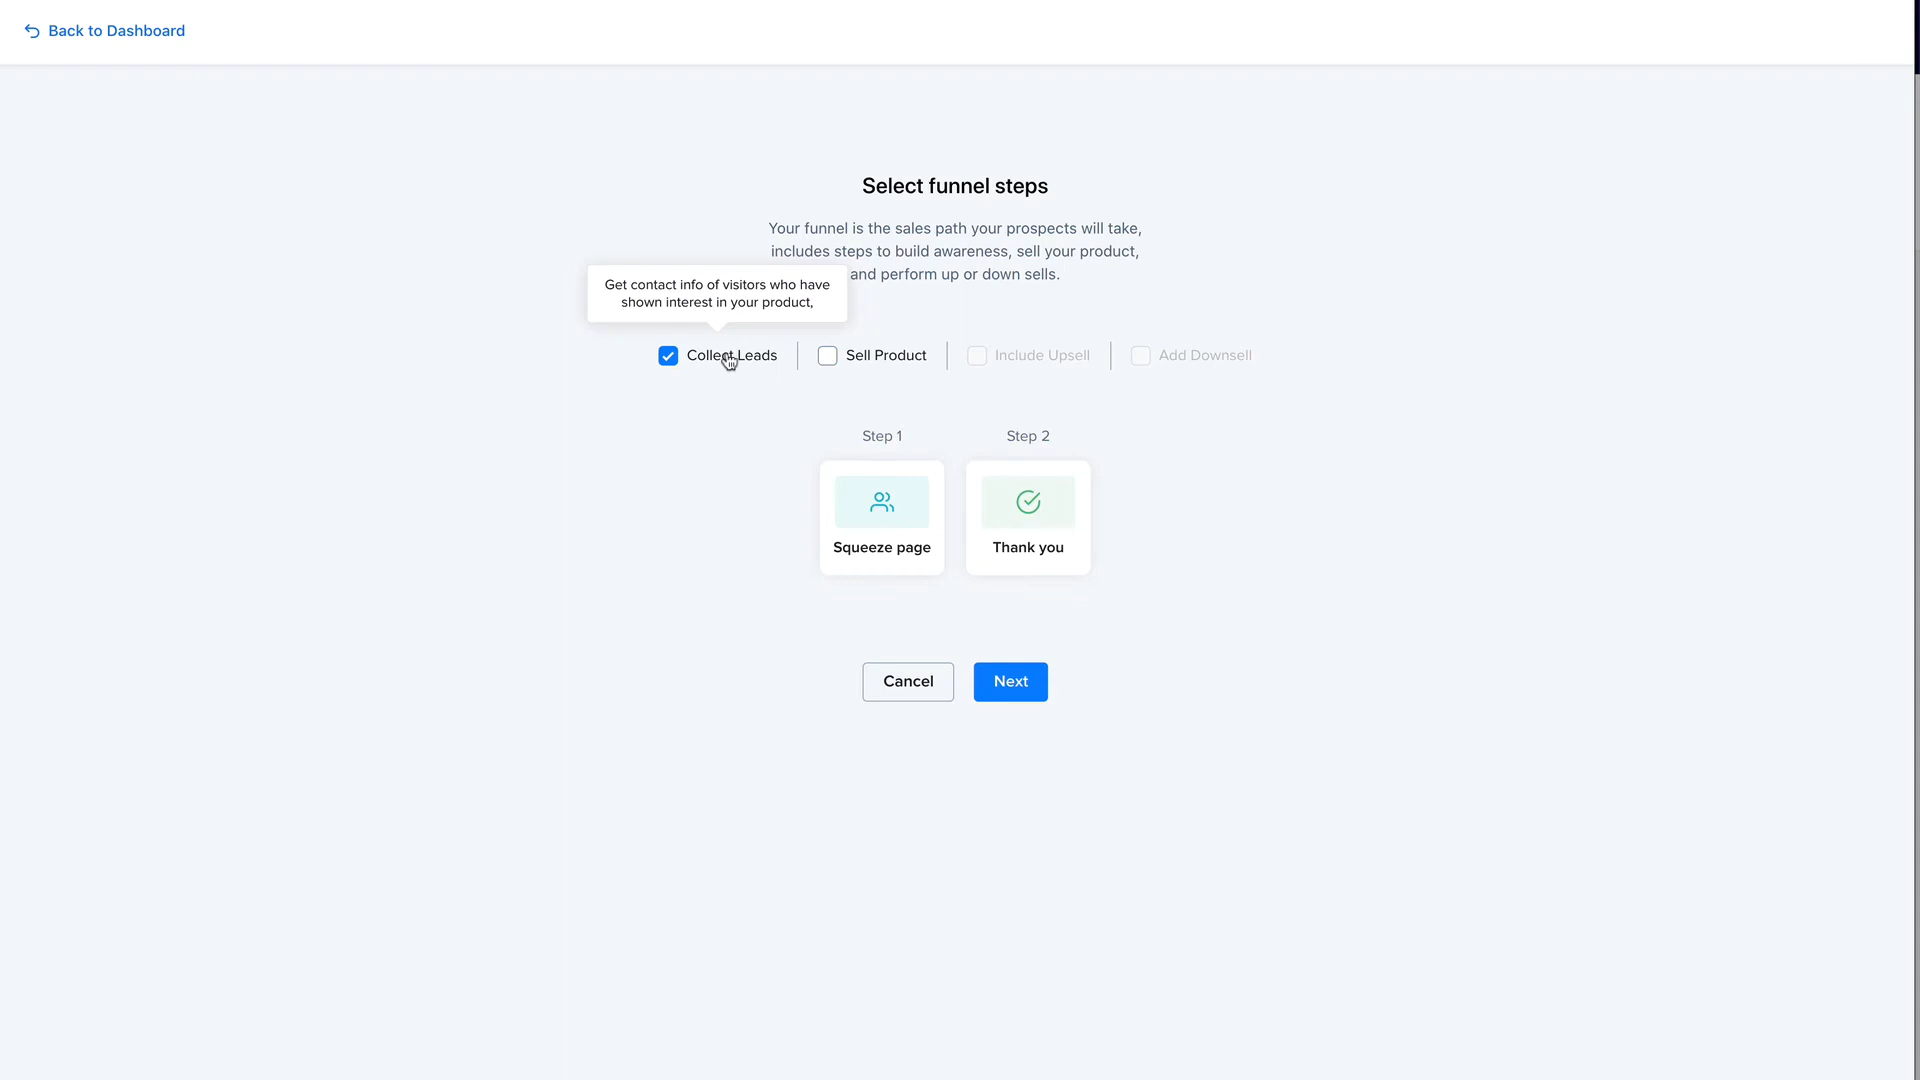 Back to Dashboard
Select funnel steps
Your funnel is the sales path your prospects will take,
includes steps to build awareness, sell your product,
and perform up or down sells.
Get contact info of visitors who have
shown interest in your product,
Collect Leads
Sell Product
Include Upsell
Add Downsell
Step 1
Step 2
Squeeze page
Thank you
Cancel
Next